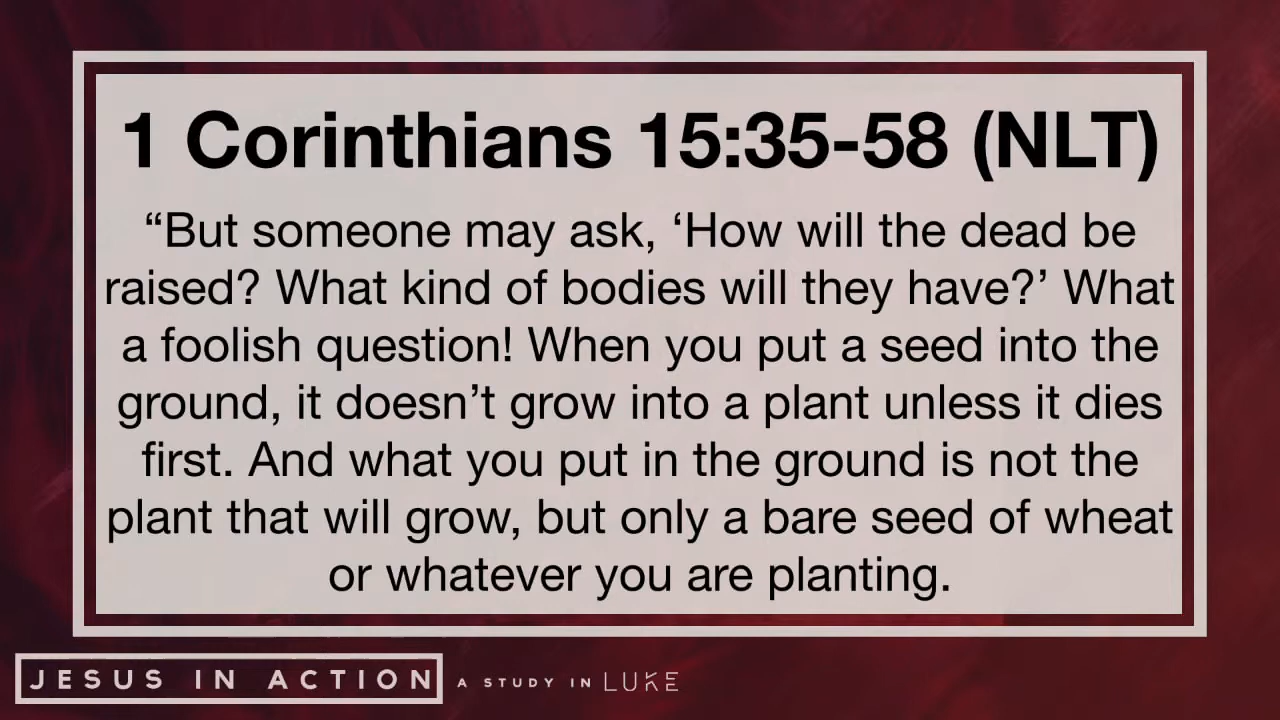 1 Corinthians 15:35-58 (NLT)
“But someone may ask, ‘How will the dead be
raised? What kind of bodies will they have?’ What
a foolish question! When you put a seed into the
ground, it doesn’t grow into a plant unless it dies
first. And what you put in the ground is not the
plant that will grow, but only a bare seed of wheat
or whatever you are planting.
JESUS IN ACTION A STUDY IN LUKE